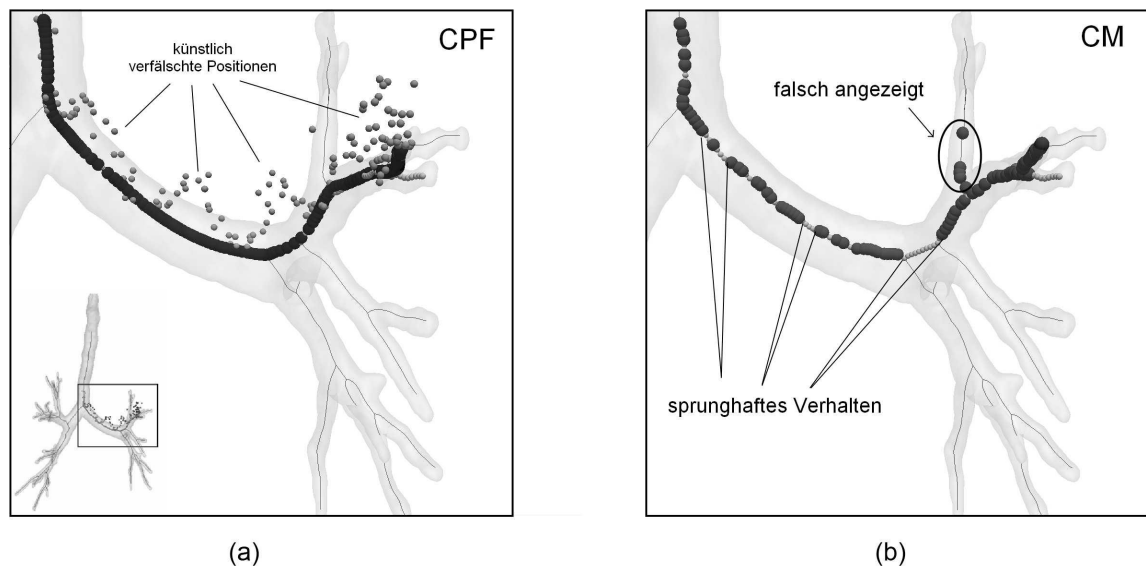 CPF
künstlich
verfälschte Positionen
(a)
CM
falsch angezeigt
sprunghaftes Verhalten
(b)